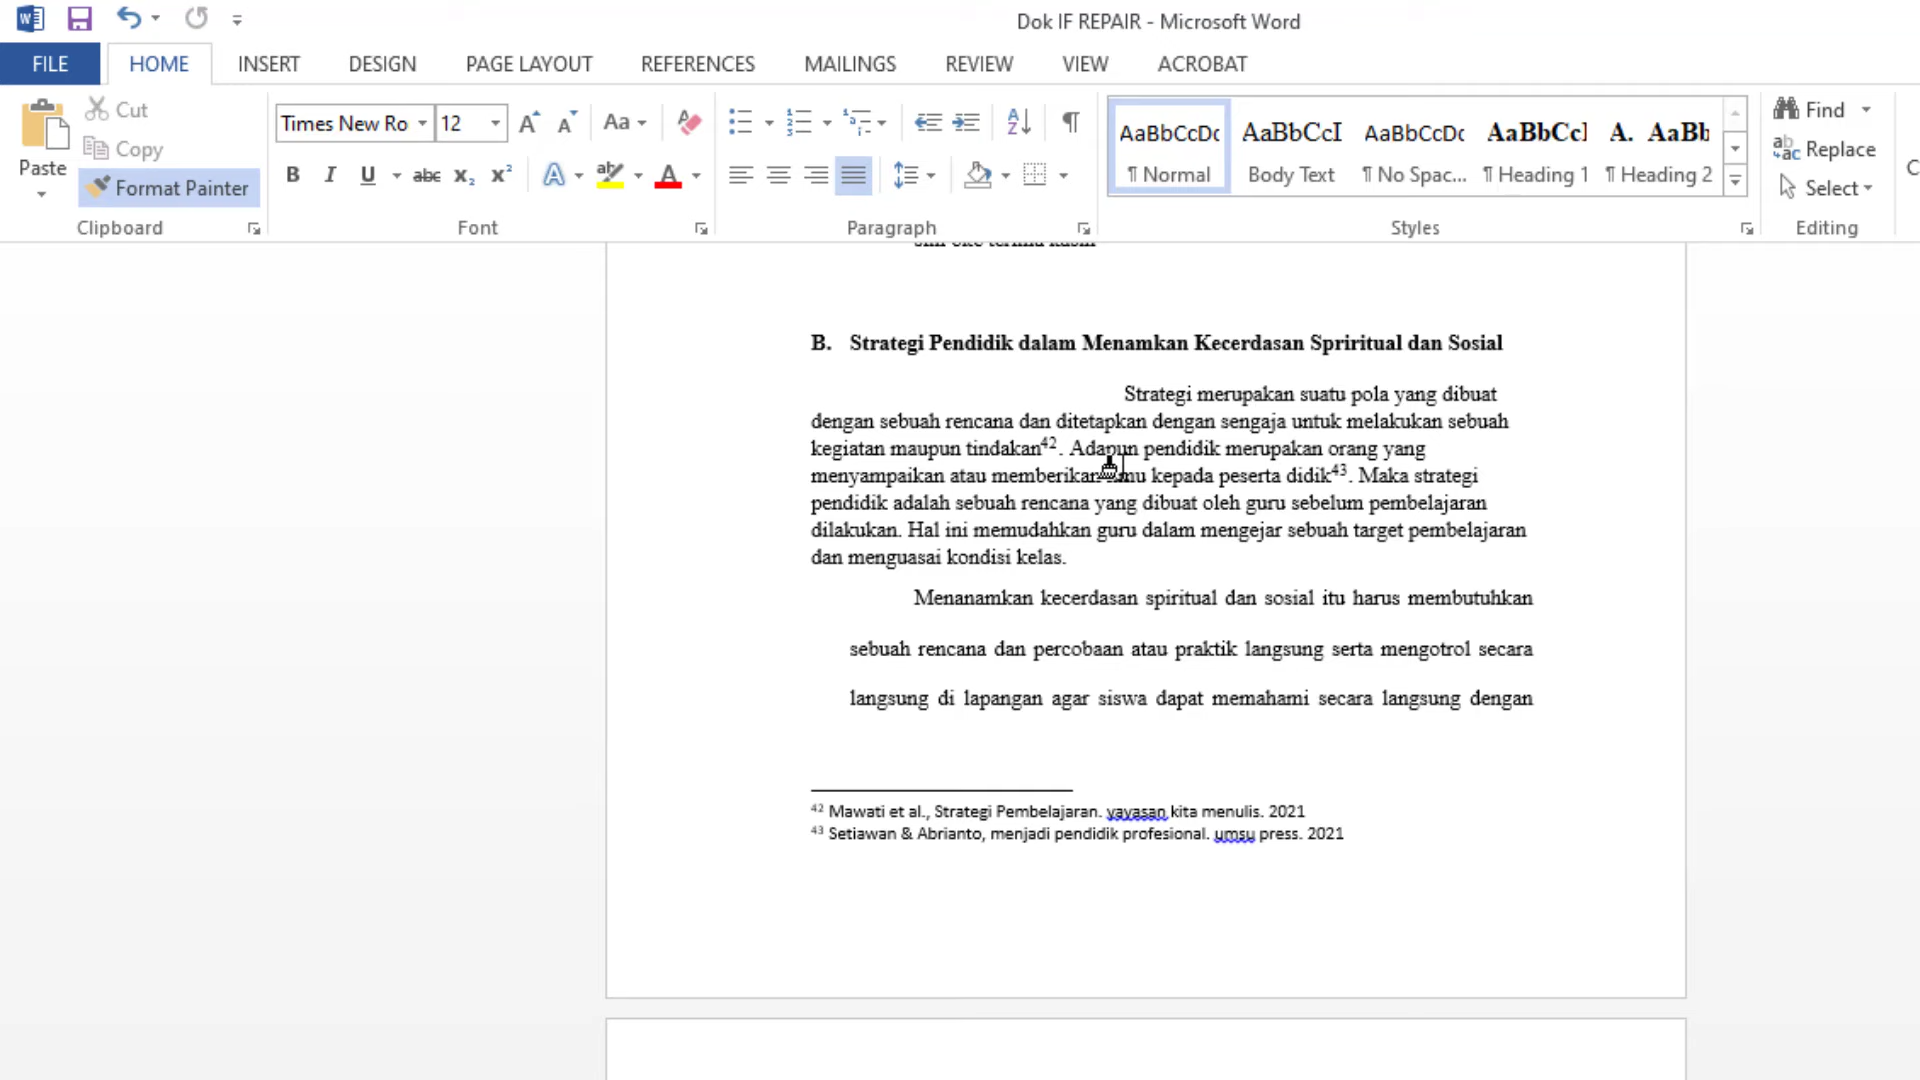 Dok IF REPAIR - Microsoft Word
FILE HOME INSERT DESIGN PAGE LAYOUT REFERENCES MAILINGS REVIEW VIEW ACROBAT
Paste
Cut
Copy
Format Painter
Clipboard
Times New Ro 12
Font
Paragraph
AaBbCcDc AaBbCcI AaBbCcDc AaBbCcI A. AaBb
¶ Normal Body Text ¶ No Spac... ¶ Heading 1 ¶ Heading 2
Styles
Find
Replace
Select
Editing
B. Strategi Pendidik dalam Menamkan Kecerdasan Spriritual dan Sosial
Strategi merupakan suatu pola yang dibuat
dengan sebuah rencana dan ditetapkan dengan sengaja untuk melakukan sebuah
kegiatan maupun tindakan42. Adapun pendidik merupakan orang yang
menyampaikan atau memberikan kepada peserta didik43. Maka strategi
pendidik adalah sebuah rencana yang dibuat oleh guru sebelum pembelajaran
dilakukan. Hal ini memudahkan guru dalam mengejar sebuah target pembelajaran
dan menguasai kondisi kelas.
Menanamkan kecerdasan spiritual dan sosial itu harus membutuhkan
sebuah rencana dan percobaan atau praktik langsung serta mengotrol secara
langsung di lapangan agar siswa dapat memahami secara langsung dengan
42 Mawati et al., Strategi Pembelajaran. yayasan kita menulis. 2021
43 Setiawan & Abrianto, menjadi pendidik profesional. umsu press. 2021